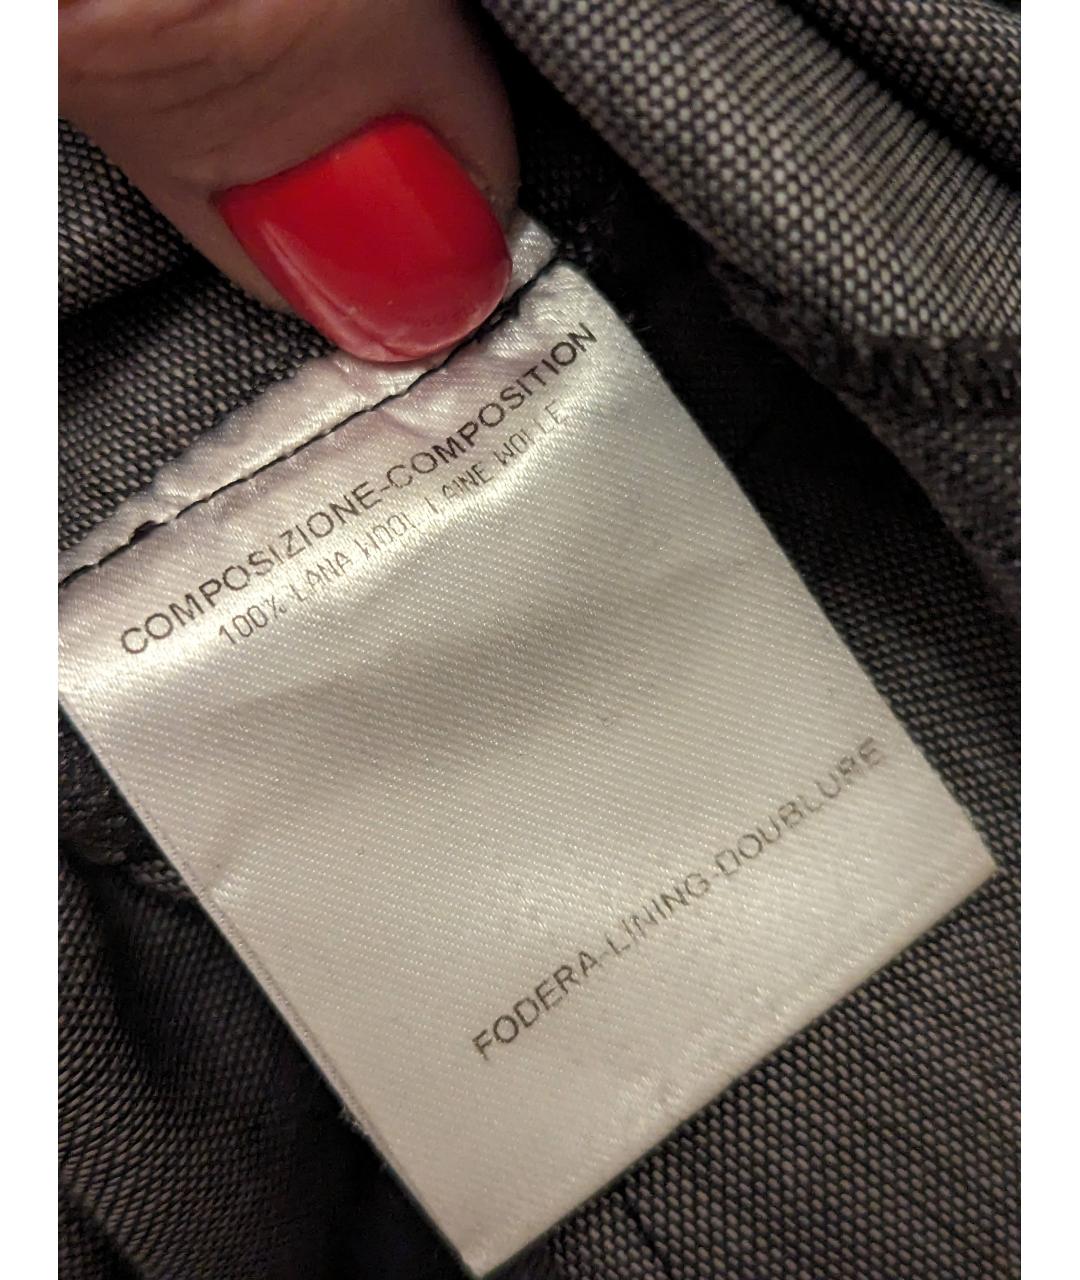 COMPOSIZIONE-COMPOSITION
100% LANA WOOL LAINE WOLLE
FODERA-LINING-DOUBLURE